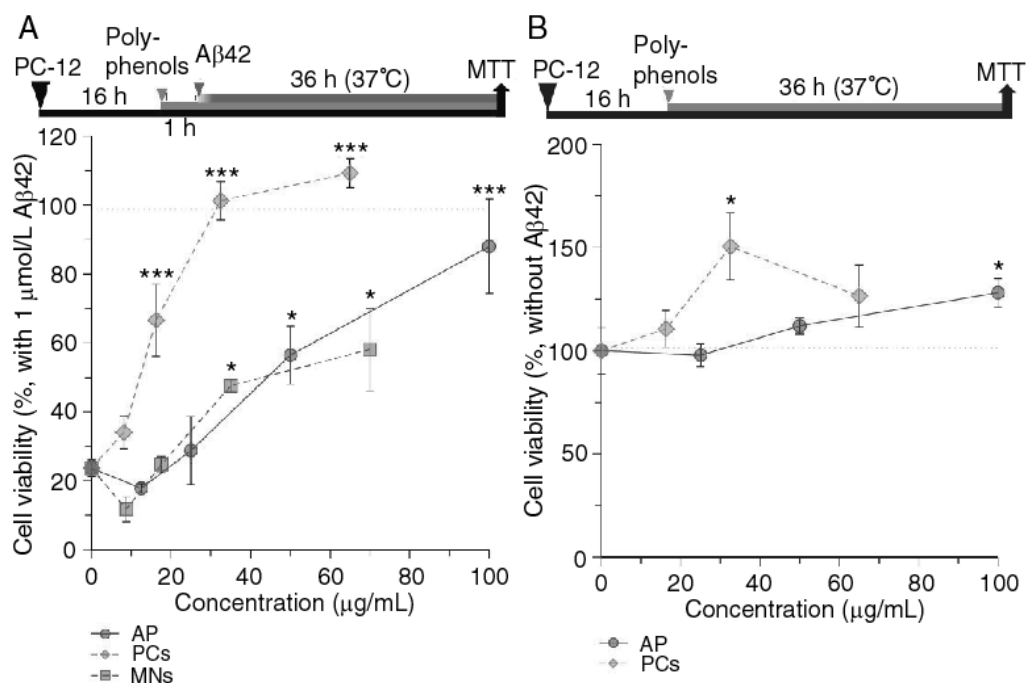 A
Poly-
phenols
Aβ42
PC-12
16 h
1 h
36 h (37°C)
MTT
Cell viability (%, with 1 μmol/L Aβ42)
120
100
80
60
40
20
0
***
***
***
***
*
*
*
0
20
40
60
80
100
Concentration (μg/mL)
AP
PCs
MNs
B
Poly-
phenols
PC-12
16 h
36 h (37°C)
MTT
Cell viability (%, without Aβ42)
200
150
100
50
0
*
*
0
20
40
60
80
100
Concentration (μg/mL)
AP
PCs